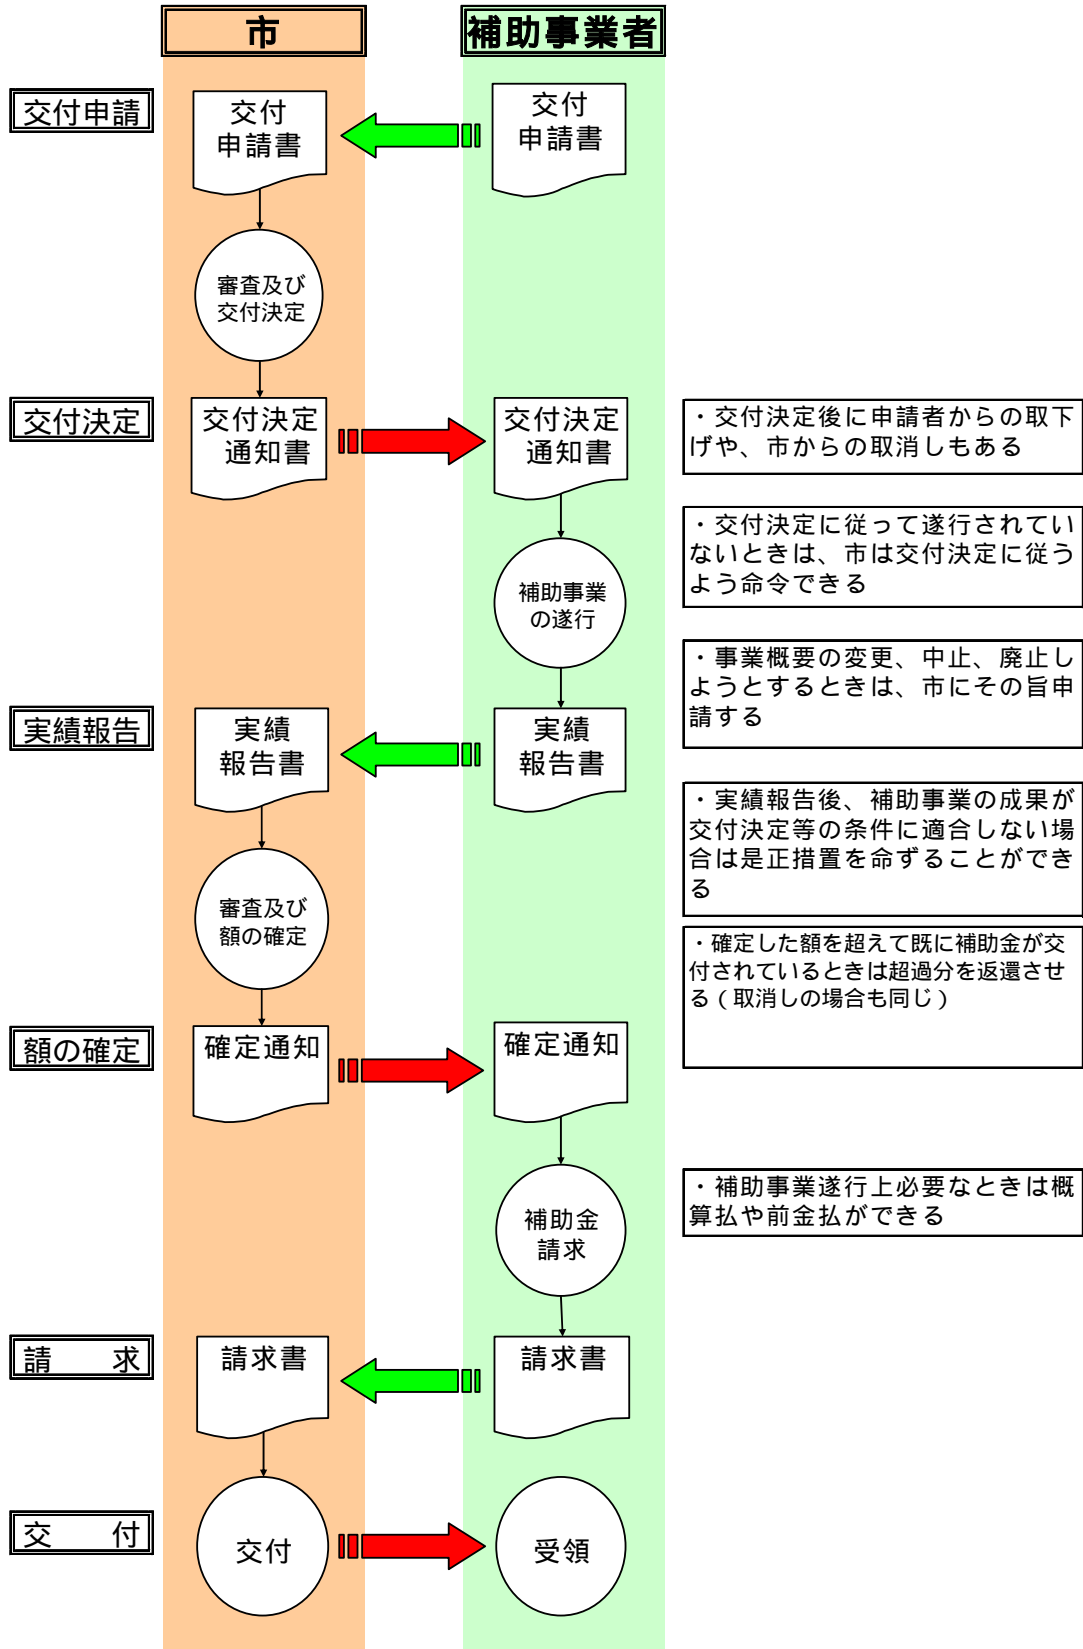 市
補助事業者
交付申請
交付
申請書
交付
申請書
審査及び
交付決定
交付決定
交付決定
通知書
交付決定
通知書
・交付決定後に申請者からの取下
げや、市からの取消しもある
・交付決定に従って遂行されてい
ないときは、市は交付決定に従う
よう命令できる
補助事業
の遂行
・事業概要の変更、中止、廃止し
ようとするときは、市にその旨申
請する
実績報告
実績
報告書
実績
報告書
・実績報告後、補助事業の成果が
交付決定等の条件に適合しない場
合は是正措置を命ずることができ
る
審査及び
額の確定
・確定した額を超えて既に補助金が交
付されているときは超過分を返還させ
る（取消しの場合も同じ）
額の確定
確定通知
確定通知
・補助事業遂行上必要なときは概
算払や前金払ができる
補助金
請求
請　　求
請求書
請求書
交　　付
交付
受領